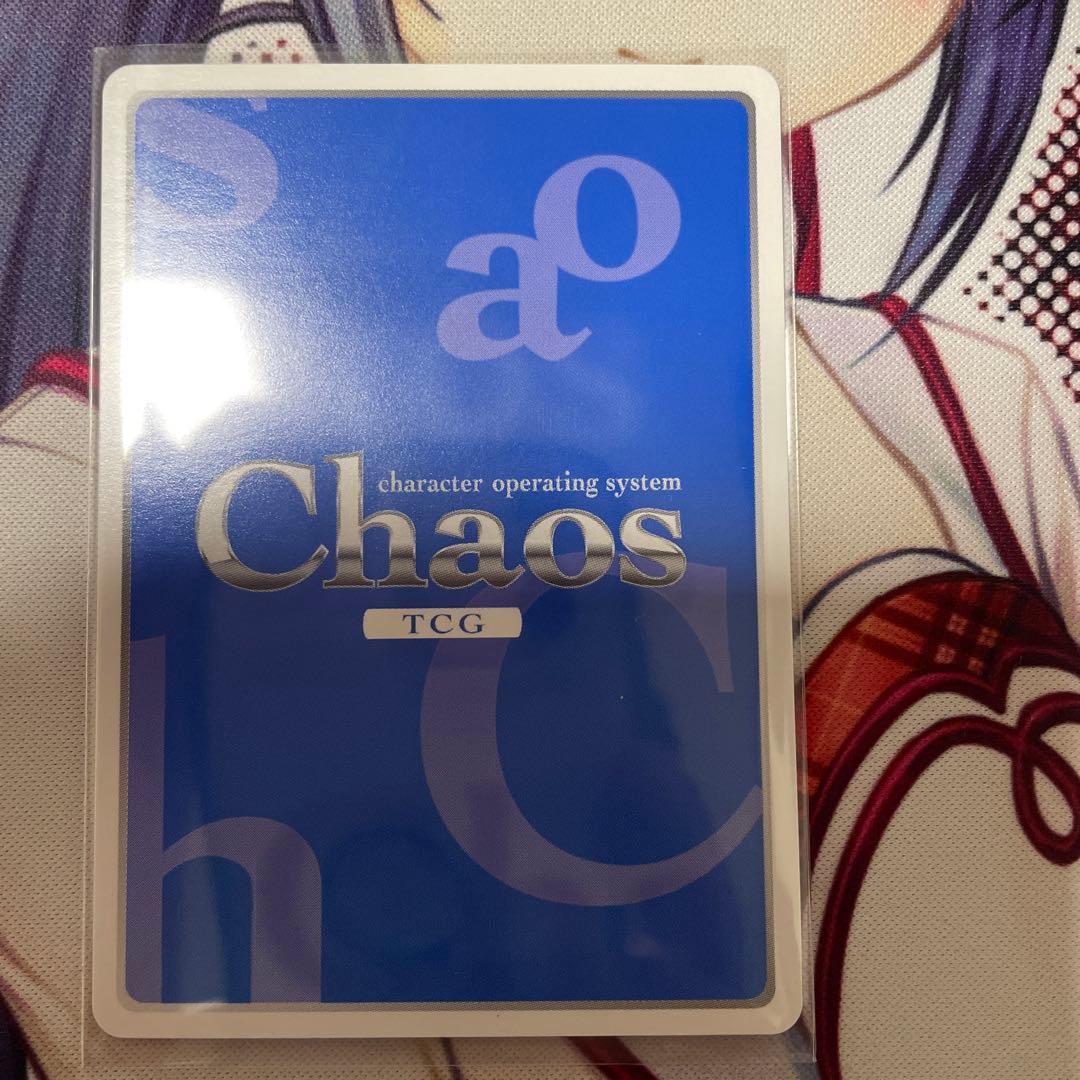 s
o
a
character operating system
Chaos
TCG
C
h